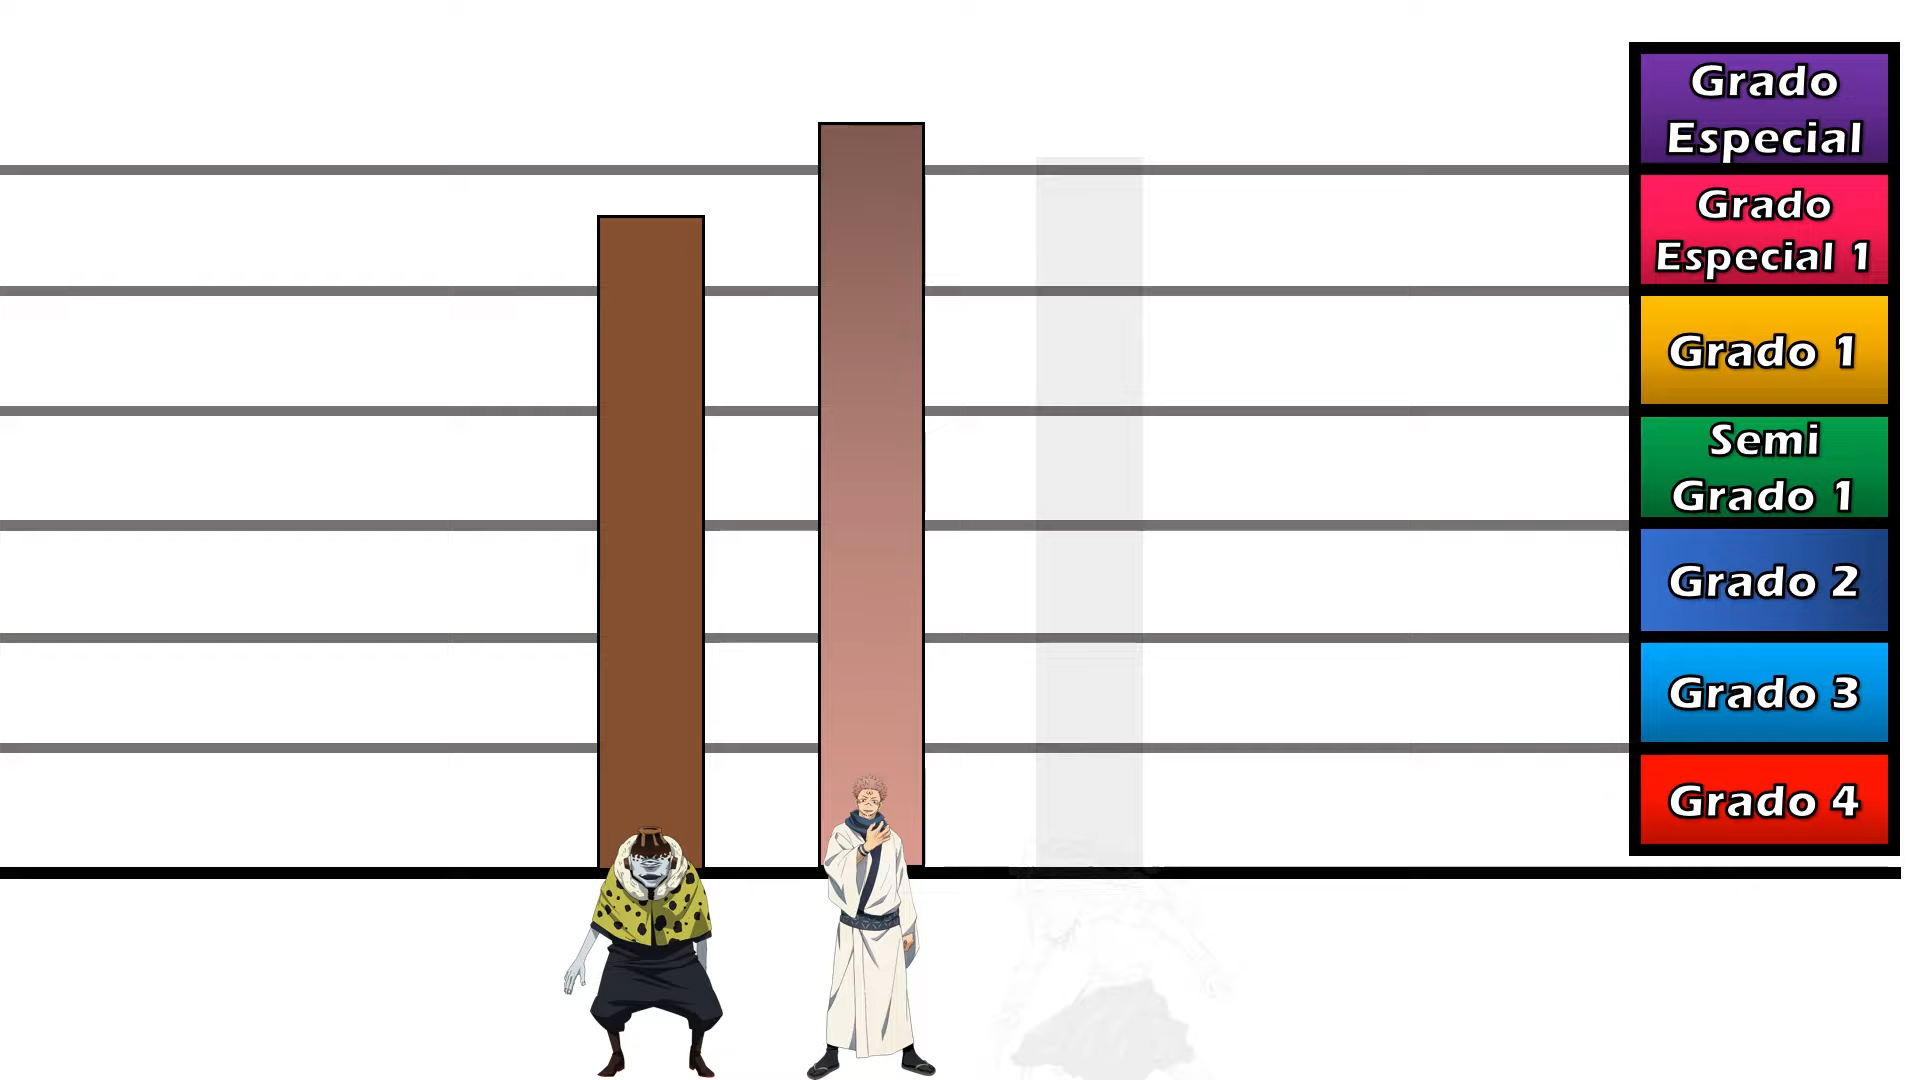 Grado
Especial
Grado
Especial 1
Grado 1
Semi
Grado 1
Grado 2
Grado 3
Grado 4